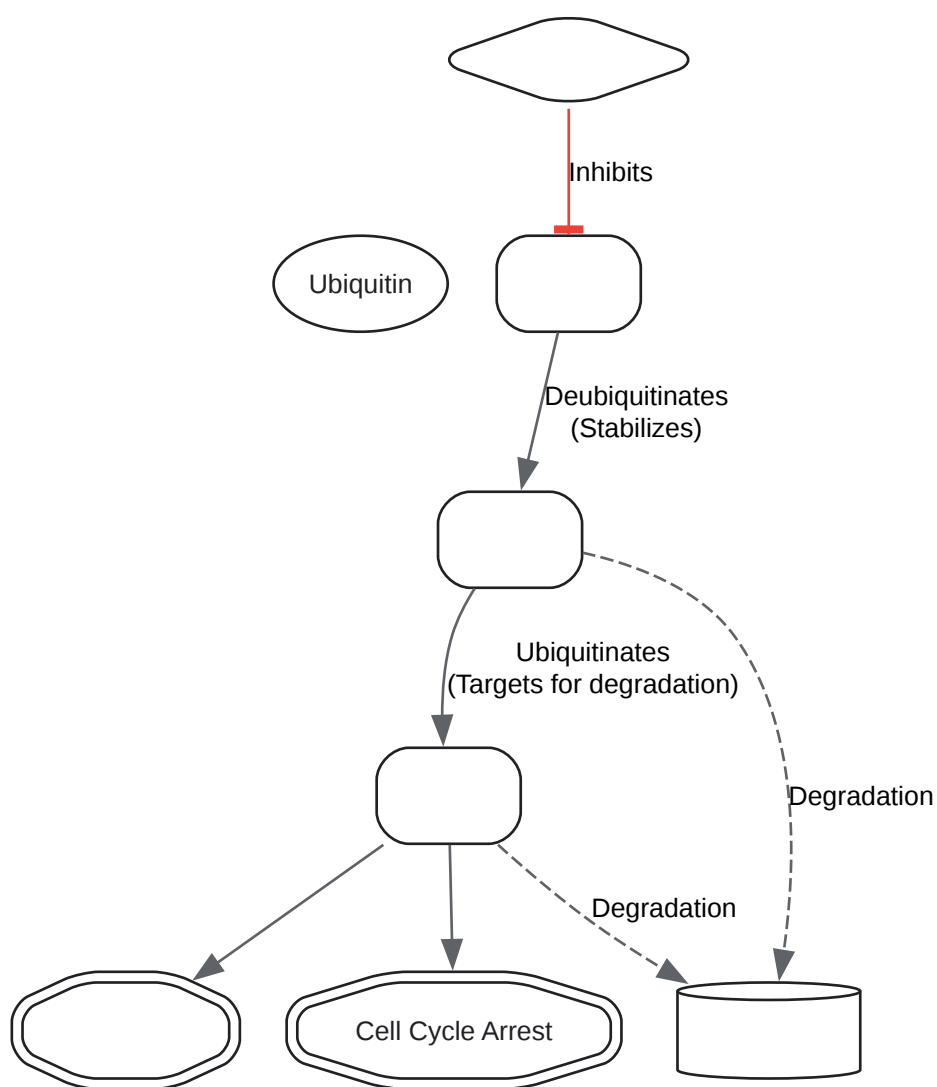 Inhibits
Ubiquitin
Deubiquitinates
(Stabilizes)
Ubiquitinates
(Targets for degradation)
Degradation
Degradation
Cell Cycle Arrest